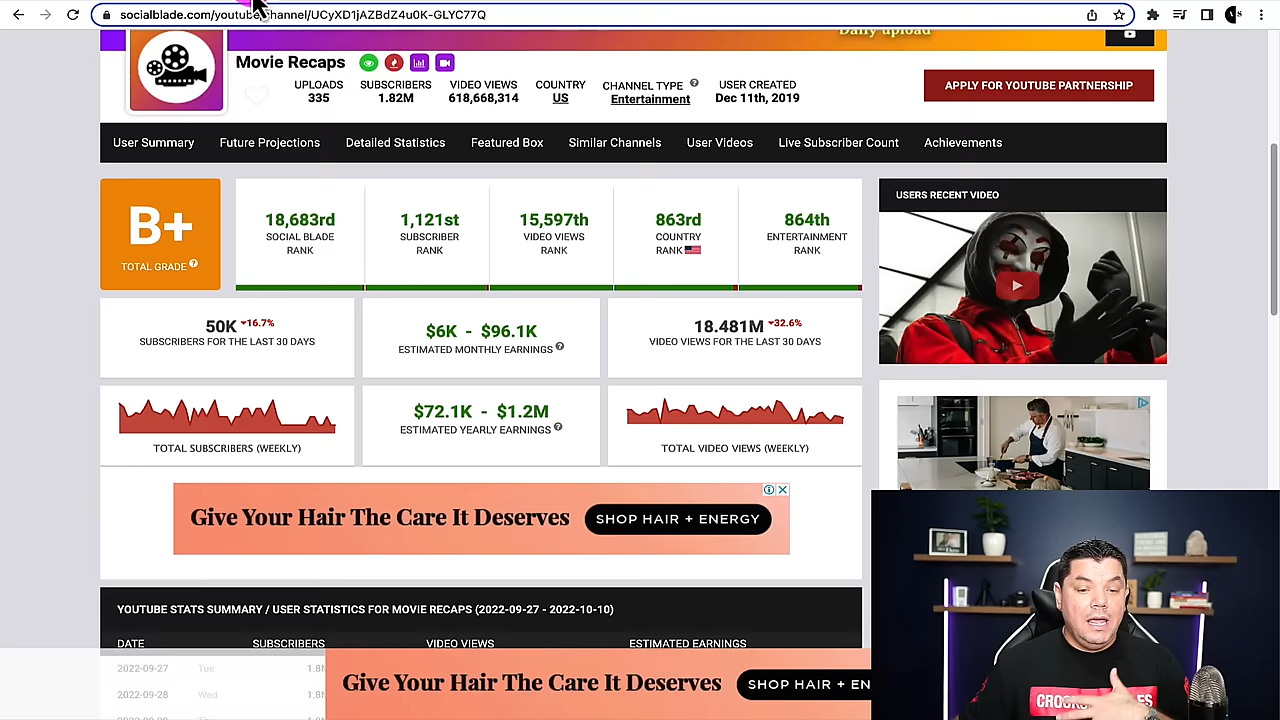 socialblade.com/youtube/channel/UCyXD1jAZBdZ4u0K-GLYC77Q
Daily upload
Movie Recaps
UPLOADS
335
SUBSCRIBERS
1.82M
VIDEO VIEWS
618,668,314
COUNTRY
US
CHANNEL TYPE
Entertainment
USER CREATED
Dec 11th, 2019
APPLY FOR YOUTUBE PARTNERSHIP
User Summary
Future Projections
Detailed Statistics
Featured Box
Similar Channels
User Videos
Live Subscriber Count
Achievements
B+
TOTAL GRADE
18,683rd
SOCIAL BLADE
RANK
1,121st
SUBSCRIBER
RANK
15,597th
VIDEO VIEWS
RANK
863rd
COUNTRY
RANK
864th
ENTERTAINMENT
RANK
USERS RECENT VIDEO
50K 16.7%
SUBSCRIBERS FOR THE LAST 30 DAYS
$6K - $96.1K
ESTIMATED MONTHLY EARNINGS
18.481M 32.6%
VIDEO VIEWS FOR THE LAST 30 DAYS
TOTAL SUBSCRIBERS (WEEKLY)
$72.1K - $1.2M
ESTIMATED YEARLY EARNINGS
TOTAL VIDEO VIEWS (WEEKLY)
Give Your Hair The Care It Deserves
SHOP HAIR + ENERGY
YOUTUBE STATS SUMMARY / USER STATISTICS FOR MOVIE RECAPS (2022-09-27 - 2022-10-10)
DATE
SUBSCRIBERS
VIDEO VIEWS
ESTIMATED EARNINGS
2022-09-27 Tue 1.8
2022-09-28 Wed 1.8
Give Your Hair The Care It Deserves
SHOP HAIR + EN